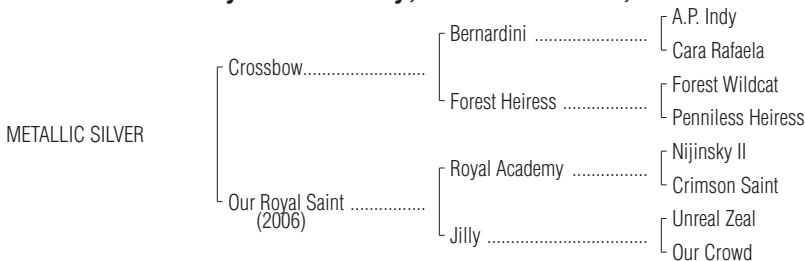 A.P. Indy
Bernardini ........................
Cara Rafaela
Crossbow...........................
Forest Wildcat
Forest Heiress ..................
Penniless Heiress
METALLIC SILVER
Nijinsky II
Royal Academy ................
Crimson Saint
Our Royal Saint ................
(2006)
Unreal Zeal
Jilly ...................................
Our Crowd